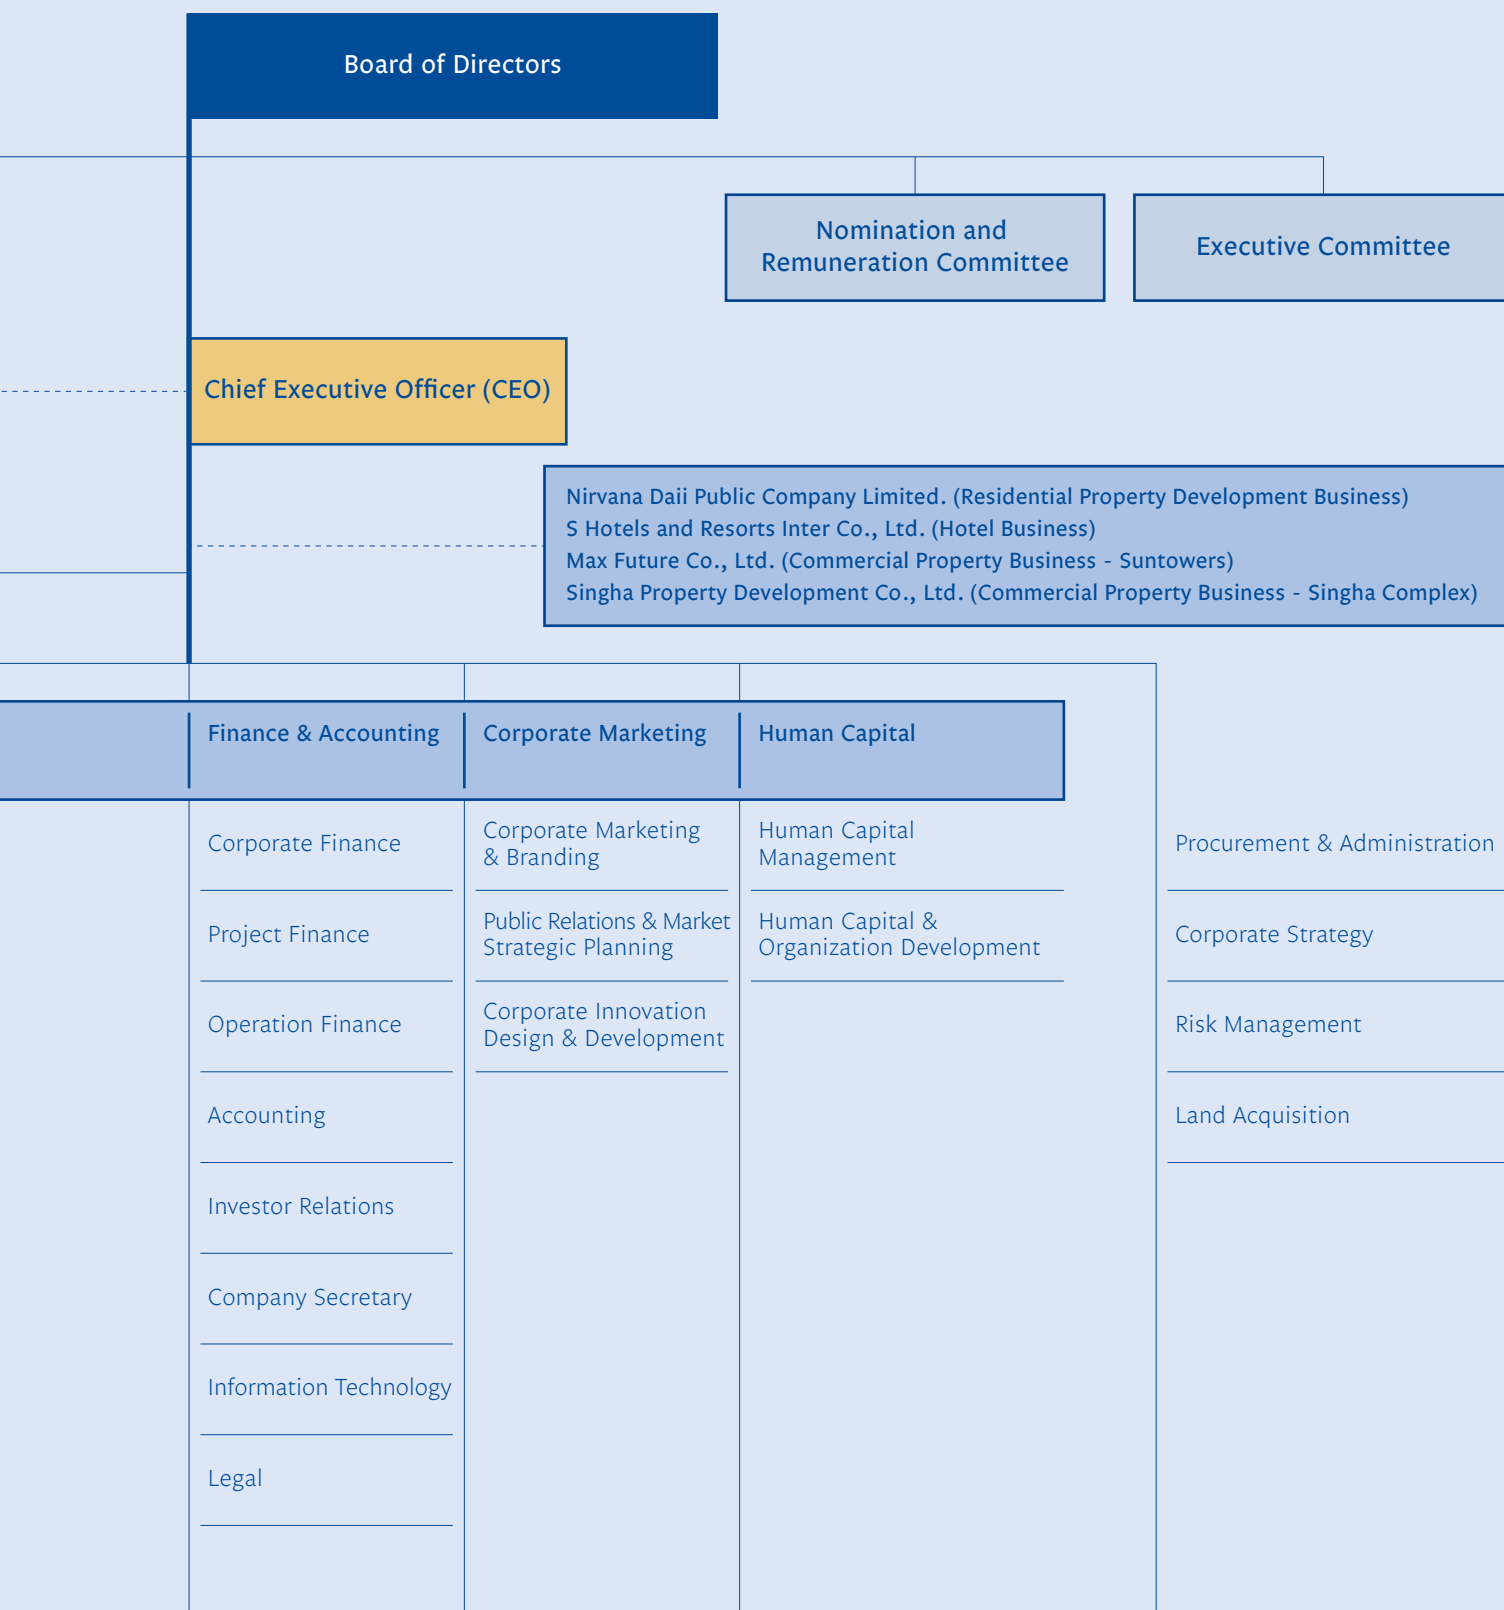 Board of Directors
Nomination and
Remuneration Committee
Executive Committee
Chief Executive Officer (CEO)
Nirvana Daii Public Company Limited. (Residential Property Development Business)
S Hotels and Resorts Inter Co., Ltd. (Hotel Business)
Max Future Co., Ltd. (Commercial Property Business - Suntowers)
Singha Property Development Co., Ltd. (Commercial Property Business - Singha Complex)
Finance & Accounting
Corporate Finance
Project Finance
Operation Finance
Accounting
Investor Relations
Company Secretary
Information Technology
Legal
Corporate Marketing
Corporate Marketing
& Branding
Public Relations & Market
Strategic Planning
Corporate Innovation
Design & Development
Human Capital
Human Capital
Management
Human Capital &
Organization Development
Procurement & Administration
Corporate Strategy
Risk Management
Land Acquisition